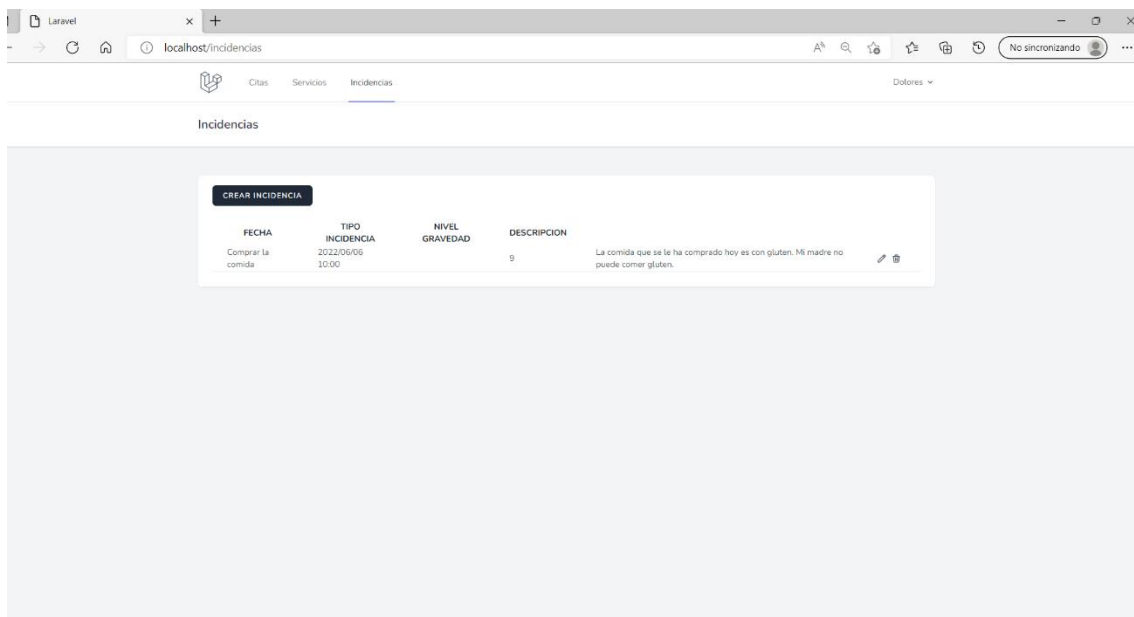 Laravel
localhost/incidencias
No sincronizando
Citas Servicios Incidencias Dolores
Incidencias
CREAR INCIDENCIA
FECHA TIPO INCIDENCIA NIVEL GRAVEDAD DESCRIPCION
Comprar la comida 2022/06/06 10:00 9 La comida que se le ha comprado hoy es con gluten. Mi madre no puede comer gluten.